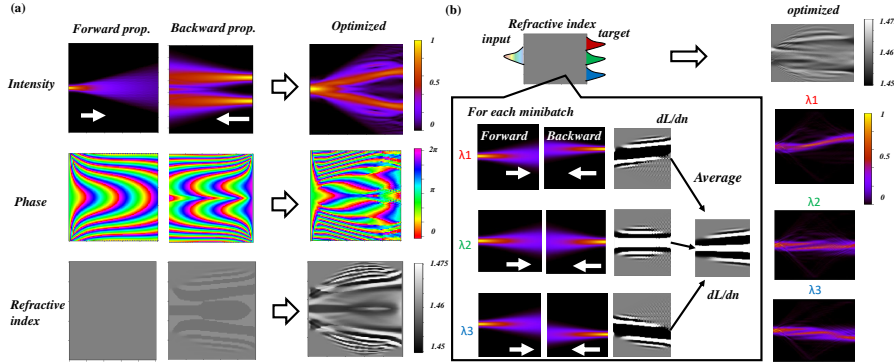 (a)
Forward prop.
Backward prop.
Optimized
Intensity
1
0.5
0
Phase
2π
π
0
Refractive
index
1.475
1.46
1.45
(b)
Refractive index
input
target
optimized
1.475
1.46
1.45
For each minibatch
Forward
Backward
dL/dn
λ1
λ2
λ3
Average
dL/dn
λ1
1
0.5
0
λ2
λ3